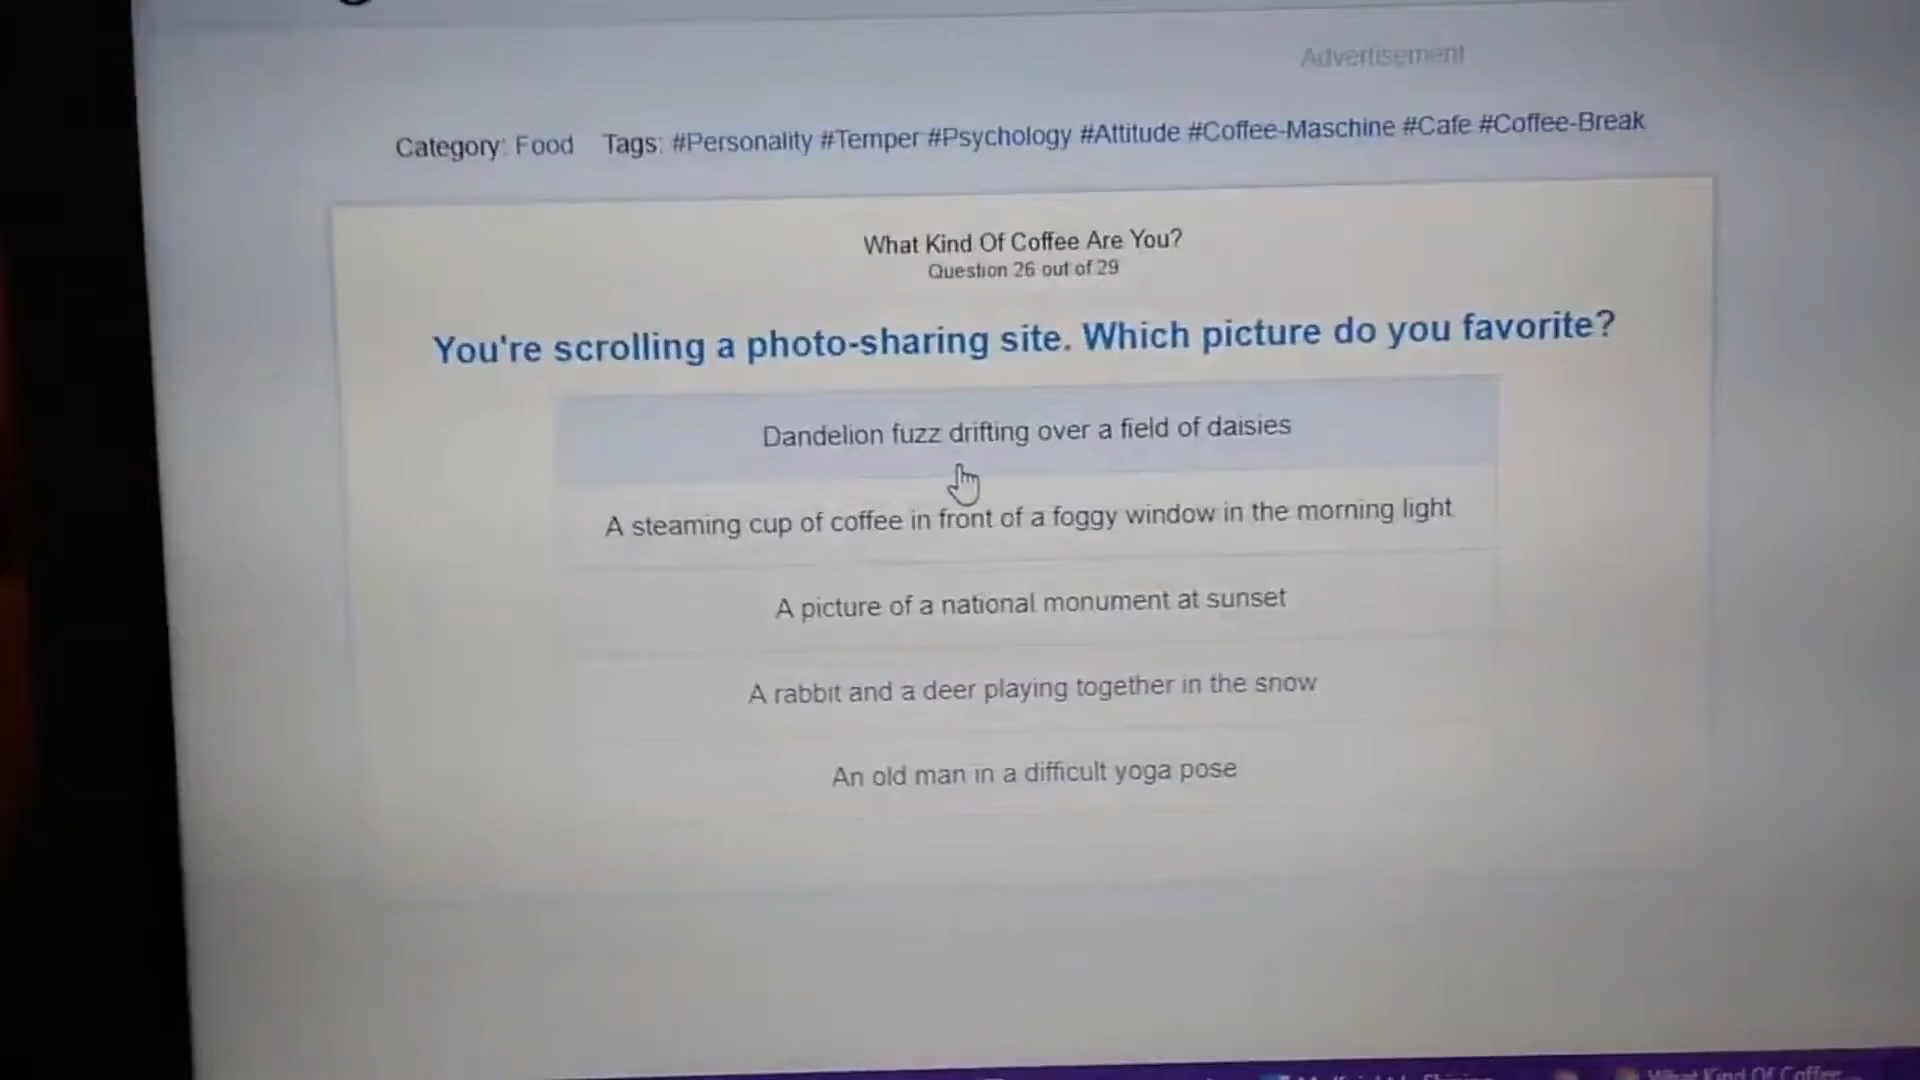 Advertisement
Category: Food Tags: #Personality #Temper #Psychology #Attitude #Coffee-Maschine #Cafe #Coffee-Break
What Kind Of Coffee Are You?
Question 26 out of 29
You're scrolling a photo-sharing site. Which picture do you favorite?
Dandelion fuzz drifting over a field of daisies
A steaming cup of coffee in front of a foggy window in the morning light
A picture of a national monument at sunset
A rabbit and a deer playing together in the snow
An old man in a difficult yoga pose
What Kind Of Coffee